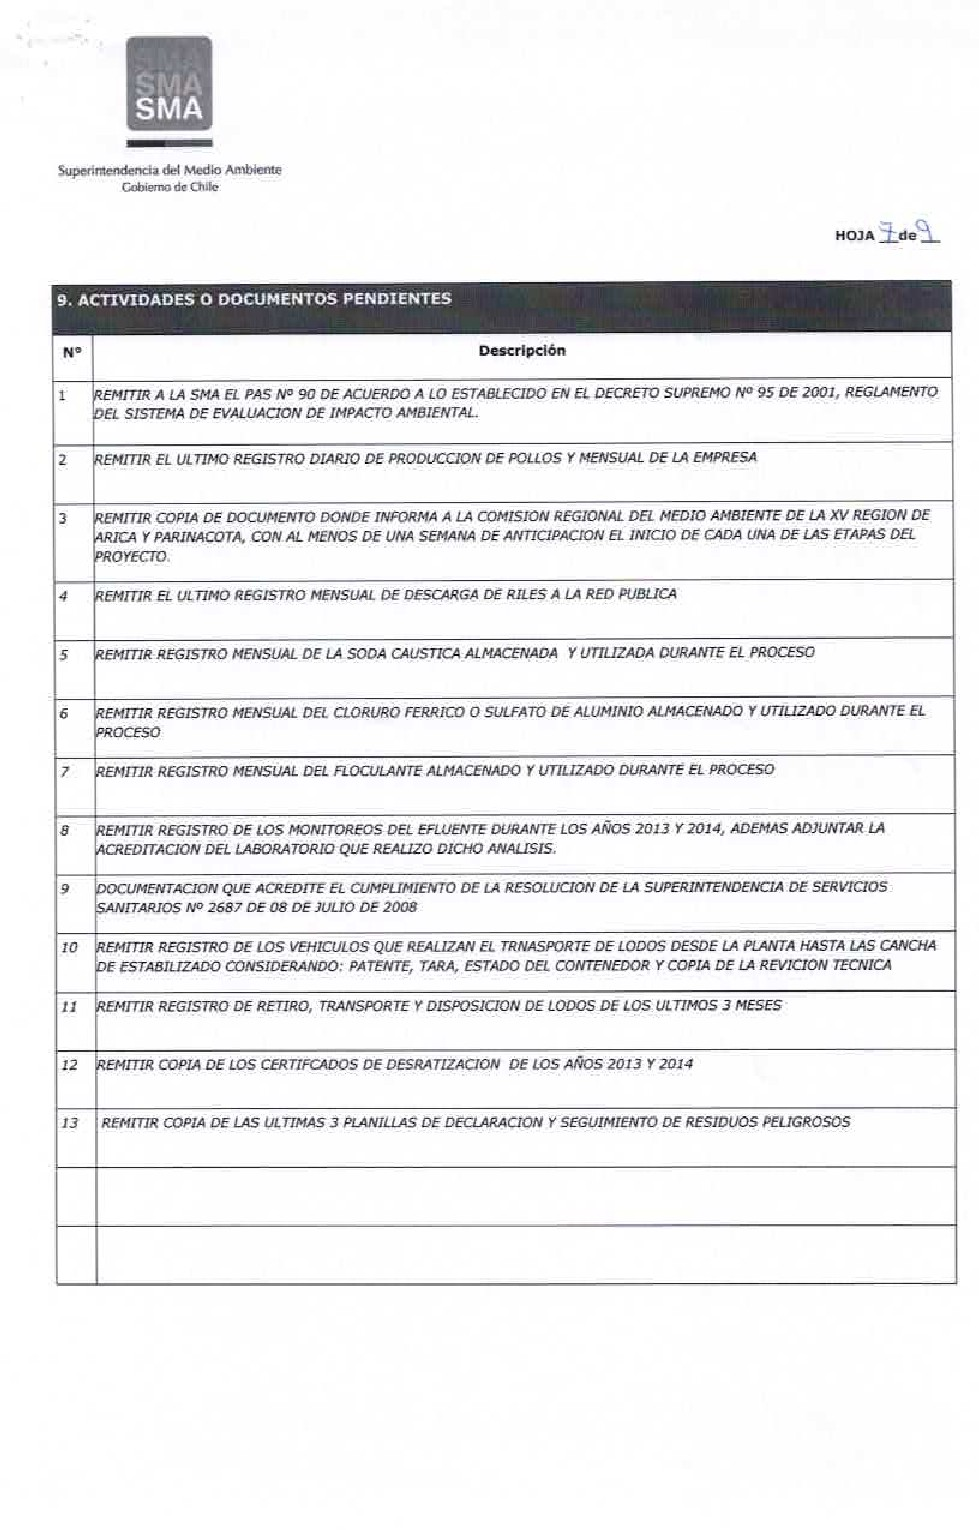 SMA
SMA
SMA
Superintendencia del Medio Ambiente
Gobierno de Chile
HOJA 7 de 9
9. ACTIVIDADES O DOCUMENTOS PENDIENTES
Nº Descripción
1 REMITIR A LA SMA EL PAS Nº 90 DE ACUERDO A LO ESTABLECIDO EN EL DECRETO SUPREMO Nº 95 DE 2001, REGLAMENTO
DEL SISTEMA DE EVALUACION DE IMPACTO AMBIENTAL.
2 REMITIR EL ULTIMO REGISTRO DIARIO DE PRODUCCION DE POLLOS Y MENSUAL DE LA EMPRESA
3 REMITIR COPIA DE DOCUMENTO DONDE INFORMA A LA COMISION REGIONAL DEL MEDIO AMBIENTE DE LA XV REGION DE
ARICA Y PARINACOTA, CON AL MENOS DE UNA SEMANA DE ANTICIPACION EL INICIO DE CADA UNA DE LAS ETAPAS DEL
PROYECTO.
4 REMITIR EL ULTIMO REGISTRO MENSUAL DE DESCARGA DE RILES A LA RED PUBLICA
5 REMITIR REGISTRO MENSUAL DE LA SODA CAUSTICA ALMACENADA Y UTILIZADA DURANTE EL PROCESO
6 REMITIR REGISTRO MENSUAL DEL CLORURO FERRICO O SULFATO DE ALUMINIO ALMACENADO Y UTILIZADO DURANTE EL
PROCESO
7 REMITIR REGISTRO MENSUAL DEL FLOCULANTE ALMACENADO Y UTILIZADO DURANTE EL PROCESO
8 REMITIR REGISTRO DE LOS MONITOREOS DEL EFLUENTE DURANTE LOS AÑOS 2013 Y 2014, ADEMAS ADJUNTAR LA
ACREDITACION DEL LABORATORIO QUE REALIZO DICHO ANALISIS.
9 DOCUMENTACION QUE ACREDITE EL CUMPLIMIENTO DE LA RESOLUCION DE LA SUPERINTENDENCIA DE SERVICIOS
SANITARIOS Nº 2687 DE 08 DE JULIO DE 2008
10 REMITIR REGISTRO DE LOS VEHICULOS QUE REALIZAN EL TRNASPORTE DE LODOS DESDE LA PLANTA HASTA LAS CANCHA
DE ESTABILIZADO CONSIDERANDO: PATENTE, TARA, ESTADO DEL CONTENEDOR Y COPIA DE LA REVICION TECNICA
11 REMITIR REGISTRO DE RETIRO, TRANSPORTE Y DISPOSICION DE LODOS DE LOS ULTIMOS 3 MESES
12 REMITIR COPIA DE LOS CERTIFCADOS DE DESRATIZACION DE LOS AÑOS 2013 Y 2014
13 REMITIR COPIA DE LAS ULTIMAS 3 PLANILLAS DE DECLARACION Y SEGUIMIENTO DE RESIDUOS PELIGROSOS